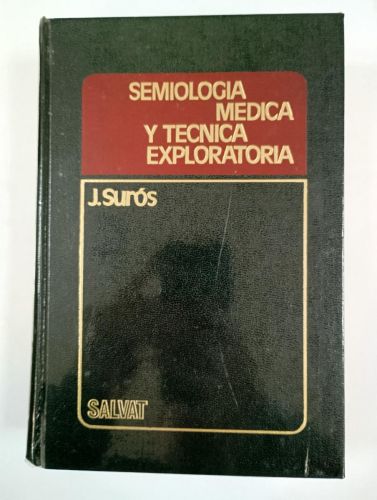 SEMIOLOGIA
MEDICA
Y TECNICA
EXPLORATORIA
J. Surós
SALVAT